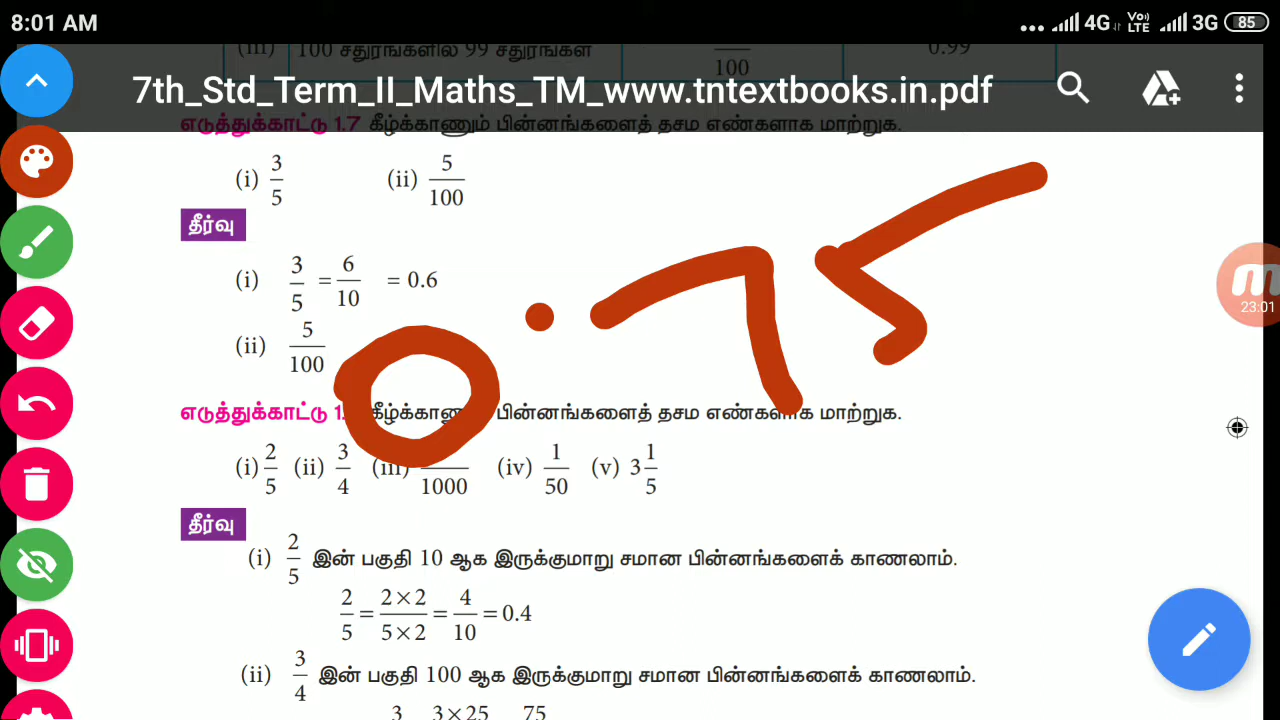 8:01 AM
4G VoLTE 3G 85
(iii) 100 சதுரங்களில் 99 சதுரங்கள் 100 0.99
7th_Std_Term_II_Maths_TM_www.tntextbooks.in.pdf
எடுத்துக்காட்டு 1.7 கீழ்க்காணும் பின்னங்களைத் தசம எண்களாக மாற்றுக.
(i) 3/5 (ii) 5/100
தீர்வு
(i) 3/5 = 6/10 = 0.6
(ii) 5/100
0.75
எடுத்துக்காட்டு 1. பின்னங்களைத் தசம எண்களாக மாற்றுக.
(i) 2/5 (ii) 3/4 (iii) 1000 (iv) 1/50 (v) 3 1/5
தீர்வு
(i) 2/5 இன் பகுதி 10 ஆக இருக்குமாறு சமான பின்னங்களைக் காணலாம்.
2/5 = 2×2/5×2 = 4/10 = 0.4
(ii) 3/4 இன் பகுதி 100 ஆக இருக்குமாறு சமான பின்னங்களைக் காணலாம்.
3 3×25 75
23:01